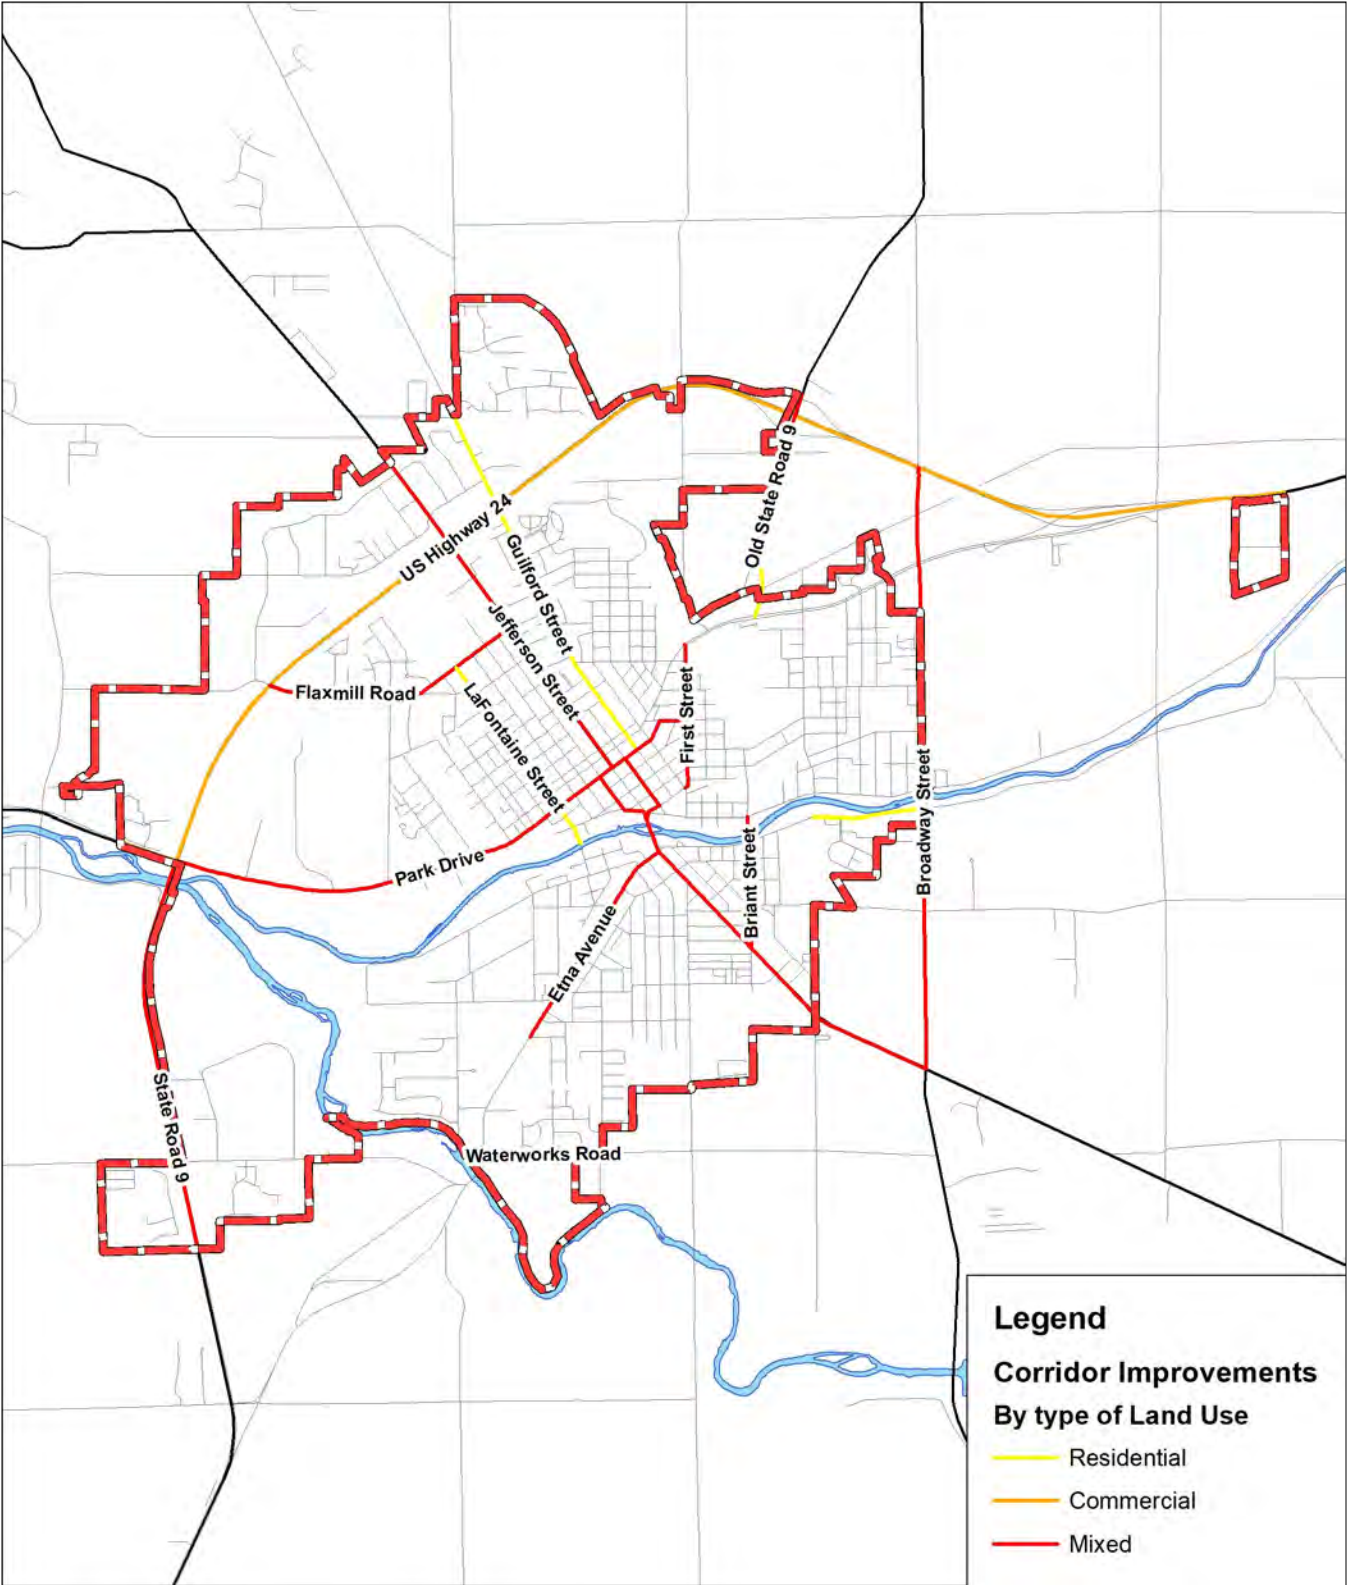 Old State Road 9
US Highway 24
Guilford Street
Jefferson Street
Flaxmill Road
LaFontaine Street
First Street
Broadway Street
Park Drive
Briant Street
Etna Avenue
State Road 9
Waterworks Road
Legend
Corridor Improvements
By type of Land Use
Residential
Commercial
Mixed